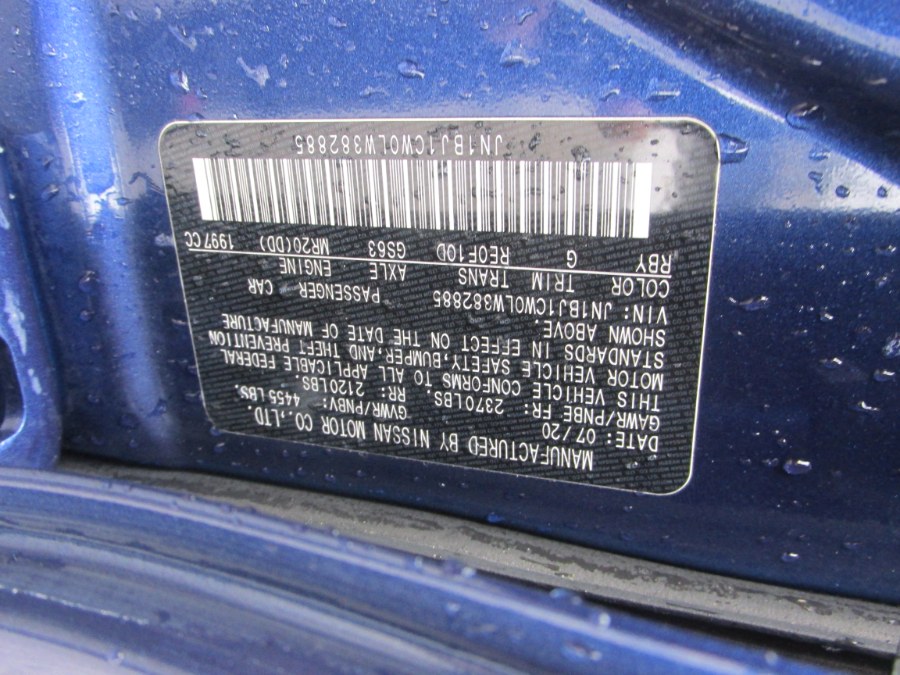 MANUFACTURED BY NISSAN MOTOR CO.,LTD.
DATE: 07/20 GVWR/PNBV: 4455 LBS.
GAWR/PNBE FR: 2370LBS. RR: 2120LBS.
THIS VEHICLE CONFORMS TO ALL APPLICABLE FEDERAL
MOTOR VEHICLE SAFETY,BUMPER,AND THEFT PREVENTION
STANDARDS IN EFFECT ON THE DATE OF MANUFACTURE
SHOWN ABOVE.
VIN: JN1BJ1CW0LW382885 PASSENGER CAR
COLOR TRIM TRANS AXLE ENGINE
RBY G RE0F10D GS63 MR20(DD) 1997CC
JN1BJ1CW0LW382885